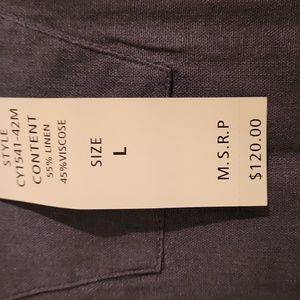 STYLE
CY1541-42M
CONTENT
55% LINEN
45%VISCOSE
SIZE
L
M.S.R.P
$120.00